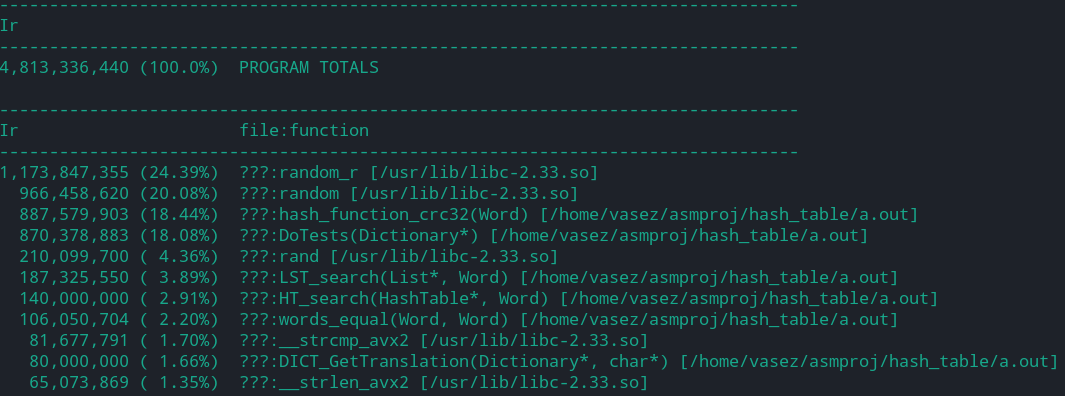 --------------------------------------------------------------------------------
Ir
--------------------------------------------------------------------------------
4,813,336,440 (100.0%)  PROGRAM TOTALS
--------------------------------------------------------------------------------
Ir                      file:function
--------------------------------------------------------------------------------
1,173,847,355 (24.39%)  ???:random_r [/usr/lib/libc-2.33.so]
  966,458,620 (20.08%)  ???:random [/usr/lib/libc-2.33.so]
  887,579,903 (18.44%)  ???:hash_function_crc32(Word) [/home/vasez/asmproj/hash_table/a.out]
  870,378,883 (18.08%)  ???:DoTests(Dictionary*) [/home/vasez/asmproj/hash_table/a.out]
  210,099,700 ( 4.36%)  ???:rand [/usr/lib/libc-2.33.so]
  187,325,550 ( 3.89%)  ???:LST_search(List*, Word) [/home/vasez/asmproj/hash_table/a.out]
  140,000,000 ( 2.91%)  ???:HT_search(HashTable*, Word) [/home/vasez/asmproj/hash_table/a.out]
  106,050,704 ( 2.20%)  ???:words_equal(Word, Word) [/home/vasez/asmproj/hash_table/a.out]
   81,677,791 ( 1.70%)  ???:__strcmp_avx2 [/usr/lib/libc-2.33.so]
   80,000,000 ( 1.66%)  ???:DICT_GetTranslation(Dictionary*, char*) [/home/vasez/asmproj/hash_table/a.out]
   65,073,869 ( 1.35%)  ???:__strlen_avx2 [/usr/lib/libc-2.33.so]